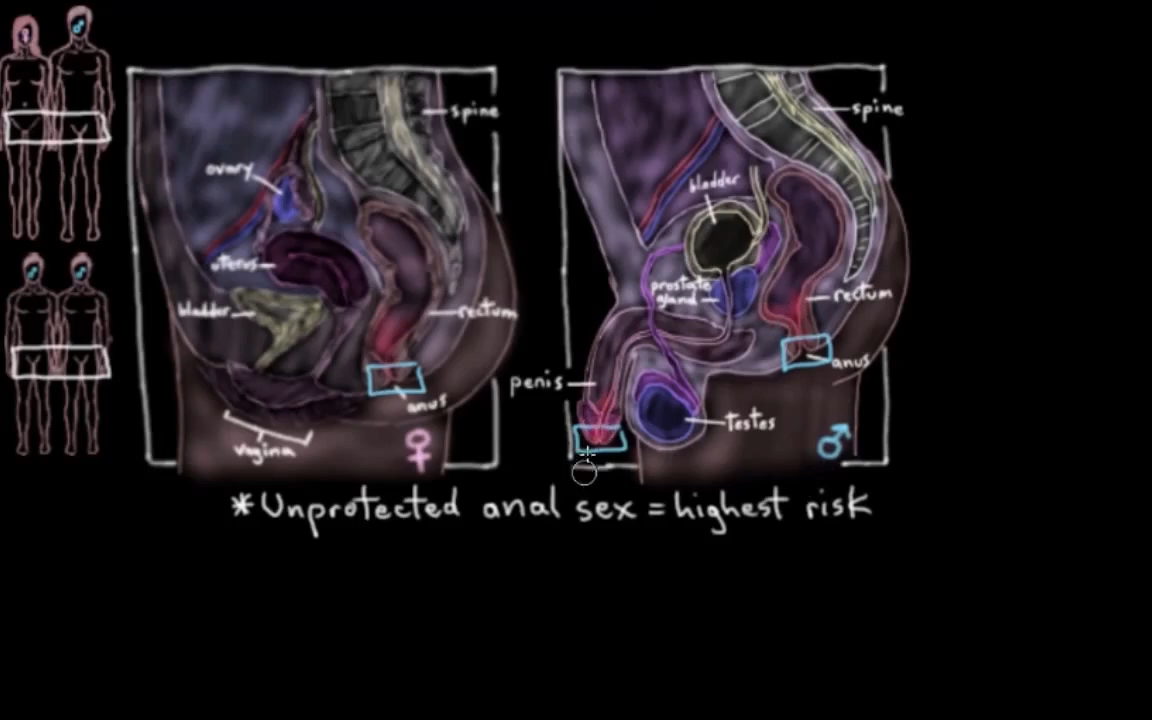 spine
ovary
uterus
bladder
rectum
anus
vagina
spine
bladder
prostate
gland
rectum
anus
penis
testes
*Unprotected anal sex = highest risk